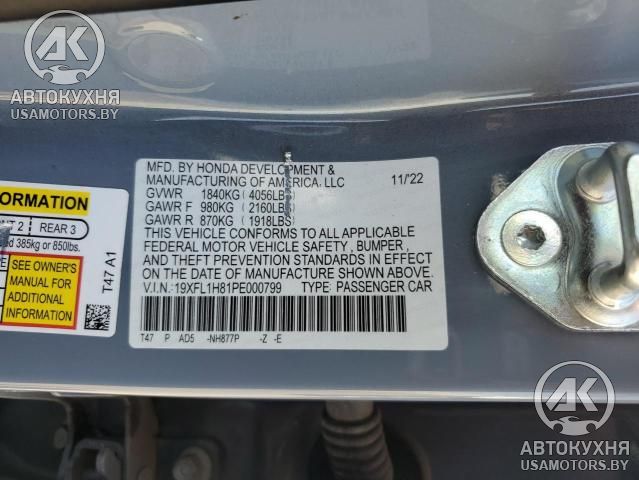 АК
АВТОКУХНЯ
USAMOTORS.BY
MFD. BY HONDA DEVELOPMENT &
MANUFACTURING OF AMERICA, LLC 11/'22
GVWR 1840KG ( 4056LBS)
GAWR F 980KG ( 2160LBS)
GAWR R 870KG ( 1918LBS)
THIS VEHICLE CONFORMS TO ALL APPLICABLE
FEDERAL MOTOR VEHICLE SAFETY , BUMPER ,
AND THEFT PREVENTION STANDARDS IN EFFECT
ON THE DATE OF MANUFACTURE SHOWN ABOVE.
V.I.N.: 19XFL1H81PE000799 TYPE: PASSENGER CAR
T47 P AD5 -NH877P -Z -E
FORMATION
2 REAR 3
385kg or 850lbs.
SEE OWNER'S
MANUAL FOR
ADDITIONAL
INFORMATION
T47 A1
АК
АВТОКУХНЯ
USAMOTORS.BY